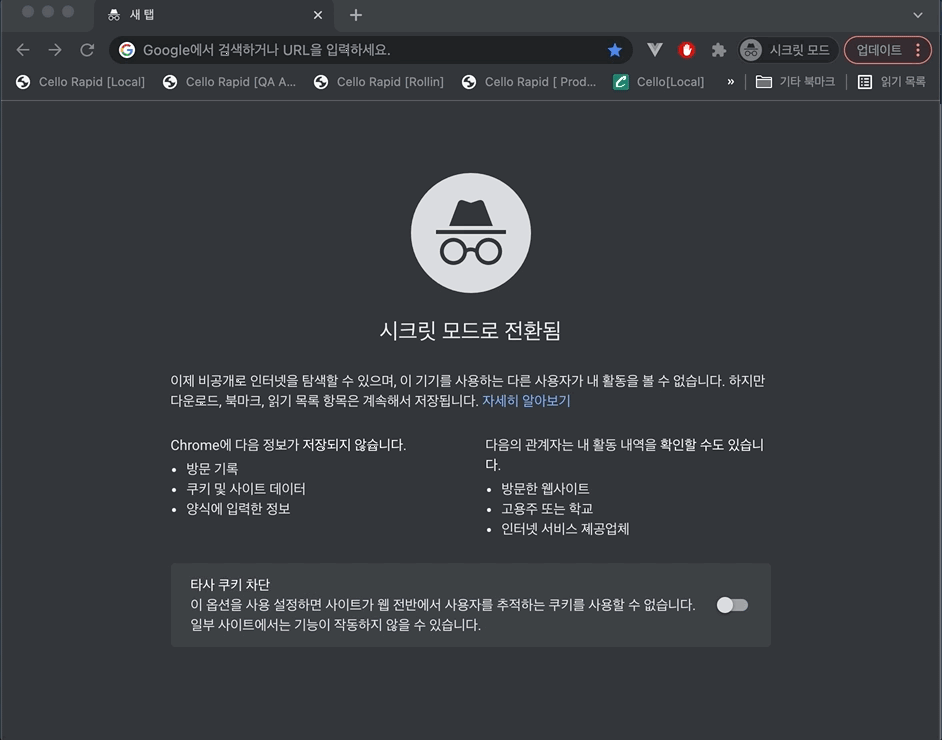 새 탭
Google에서 검색하거나 URL을 입력하세요.
시크릿 모드
업데이트
Cello Rapid [Local]
Cello Rapid [QA A...
Cello Rapid [Rollin]
Cello Rapid [ Prod...
Cello[Local]
»
기타 북마크
읽기 목록
시크릿 모드로 전환됨
이제 비공개로 인터넷을 탐색할 수 있으며, 이 기기를 사용하는 다른 사용자가 내 활동을 볼 수 없습니다. 하지만
다운로드, 북마크, 읽기 목록 항목은 계속해서 저장됩니다. 자세히 알아보기
Chrome에 다음 정보가 저장되지 않습니다.
• 방문 기록
• 쿠키 및 사이트 데이터
• 양식에 입력한 정보
다음의 관계자는 내 활동 내역을 확인할 수도 있습니
다.
• 방문한 웹사이트
• 고용주 또는 학교
• 인터넷 서비스 제공업체
타사 쿠키 차단
이 옵션을 사용 설정하면 사이트가 웹 전반에서 사용자를 추적하는 쿠키를 사용할 수 없습니다.
일부 사이트에서는 기능이 작동하지 않을 수 있습니다.